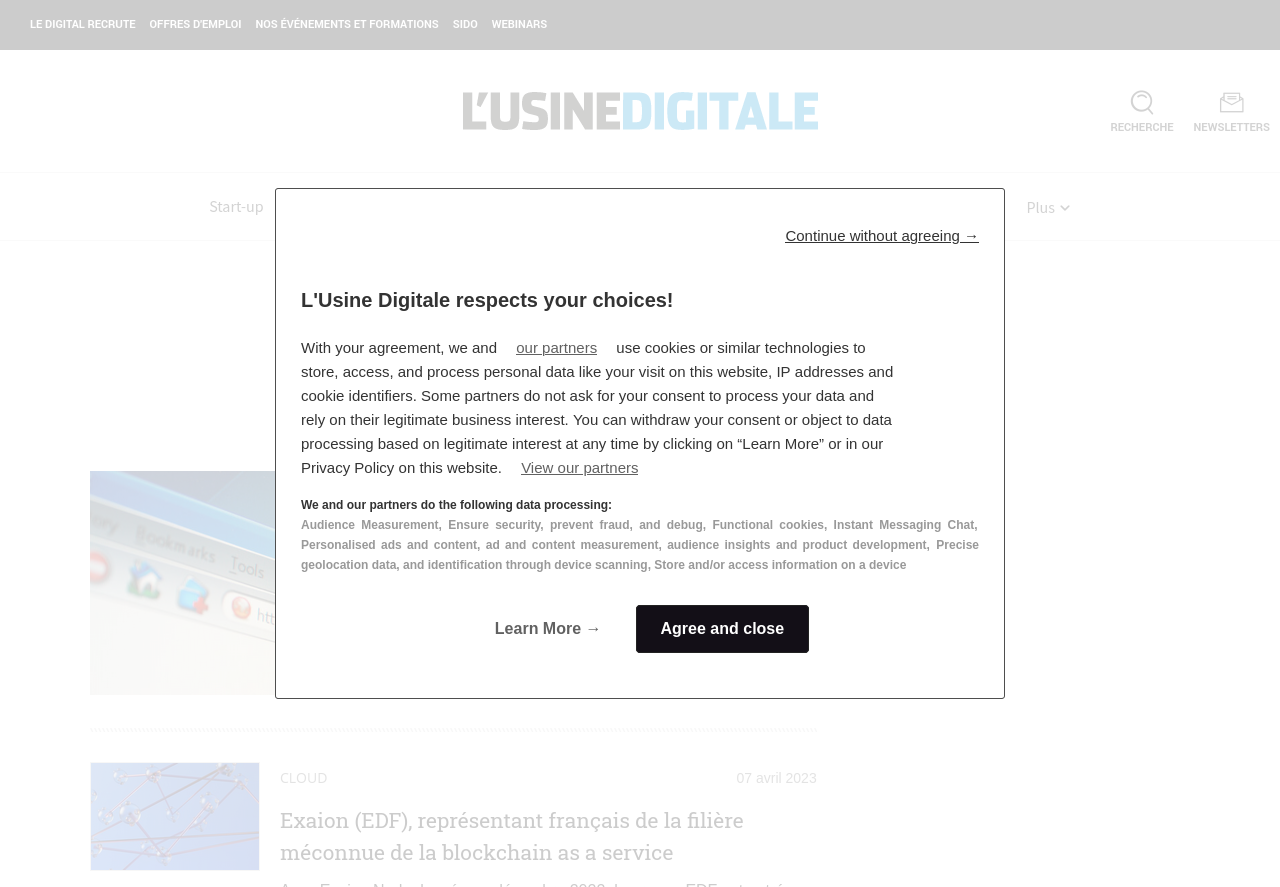 LE DIGITAL RECRUTE OFFRES D'EMPLOI NOS ÉVÉNEMENTS ET FORMATIONS SIDO WEBINARS
L'USINEDIGITALE
RECHERCHE NEWSLETTERS
Start-up Plus
Continue without agreeing →
L'Usine Digitale respects your choices!
With your agreement, we and our partners use cookies or similar technologies to
store, access, and process personal data like your visit on this website, IP addresses and
cookie identifiers. Some partners do not ask for your consent to process your data and
rely on their legitimate business interest. You can withdraw your consent or object to data
processing based on legitimate interest at any time by clicking on “Learn More” or in our
Privacy Policy on this website. View our partners
We and our partners do the following data processing:
Audience Measurement, Ensure security, prevent fraud, and debug, Functional cookies, Instant Messaging Chat,
Personalised ads and content, ad and content measurement, audience insights and product development, Precise
geolocation data, and identification through device scanning, Store and/or access information on a device
Learn More → Agree and close
Bookmarks Tools
CLOUD 07 avril 2023
Exaion (EDF), représentant français de la filière
méconnue de la blockchain as a service